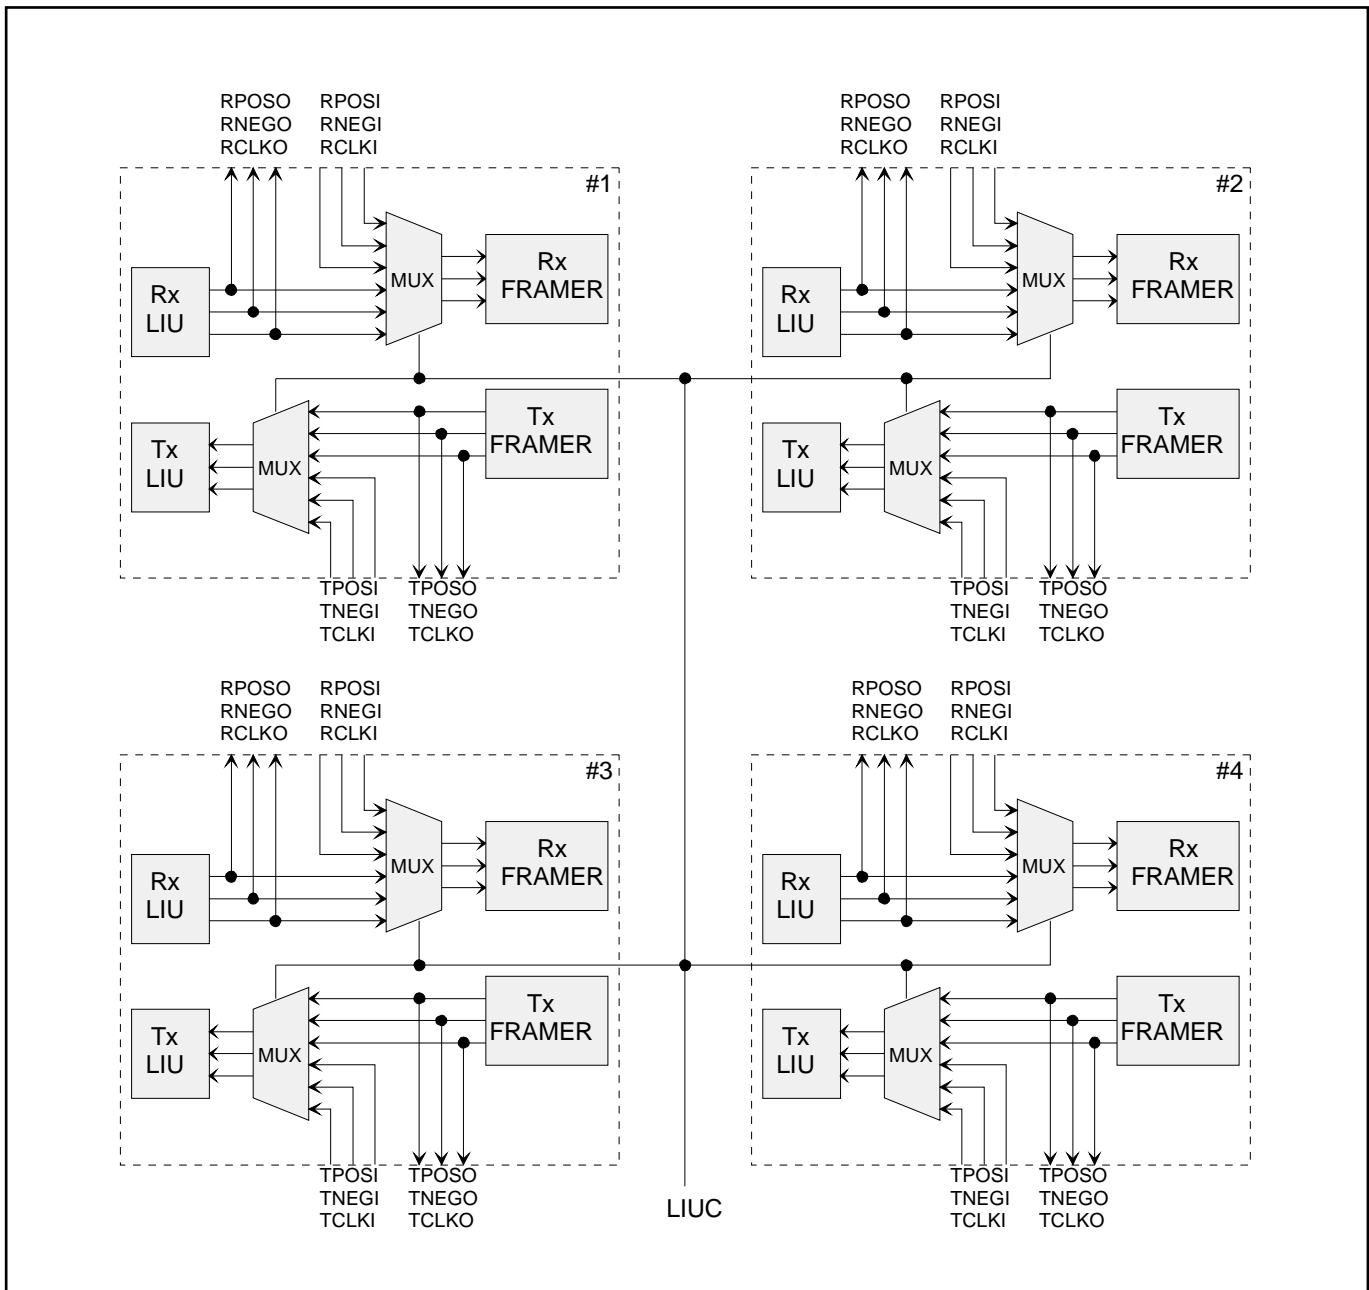 RPOSO RPOSI
RNEGO RNEGI
RCLKO RCLKI
#1
Rx
FRAMER
MUX
Rx
LIU
Tx
FRAMER
Tx
LIU
MUX
TPOSI TPOSO
TNEGI TNEGO
TCLKI TCLKO
RPOSO RPOSI
RNEGO RNEGI
RCLKO RCLKI
#2
Rx
FRAMER
MUX
Rx
LIU
Tx
FRAMER
Tx
LIU
MUX
TPOSI TPOSO
TNEGI TNEGO
TCLKI TCLKO
RPOSO RPOSI
RNEGO RNEGI
RCLKO RCLKI
#3
Rx
FRAMER
MUX
Rx
LIU
Tx
FRAMER
Tx
LIU
MUX
TPOSI TPOSO
TNEGI TNEGO
TCLKI TCLKO
RPOSO RPOSI
RNEGO RNEGI
RCLKO RCLKI
#4
Rx
FRAMER
MUX
Rx
LIU
Tx
FRAMER
Tx
LIU
MUX
TPOSI TPOSO
TNEGI TNEGO
TCLKI TCLKO
LIUC